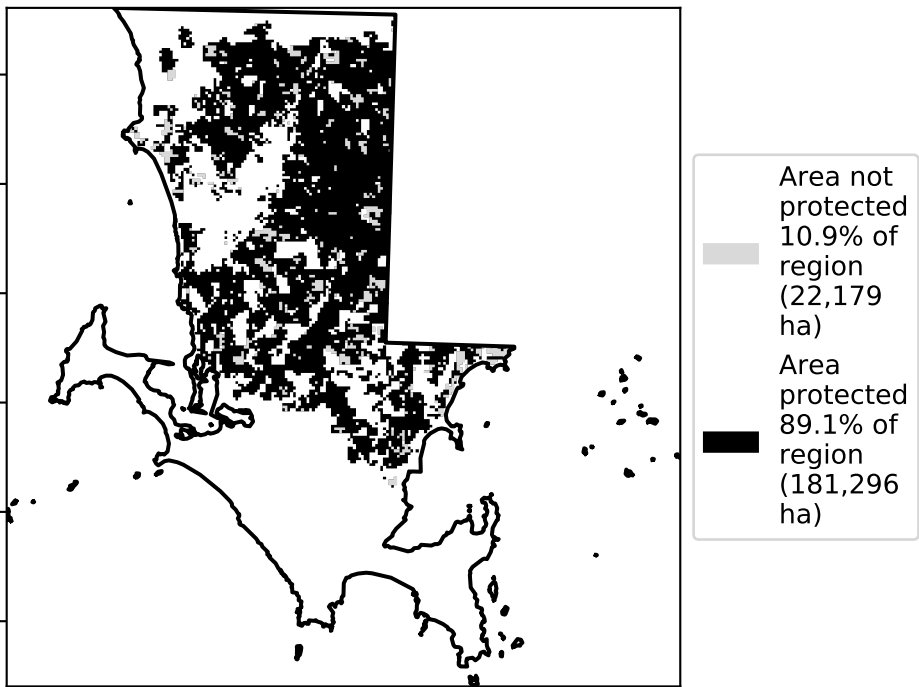 Area not
protected
10.9% of
region
(22,179
ha)
Area
protected
89.1% of
region
(181,296
ha)